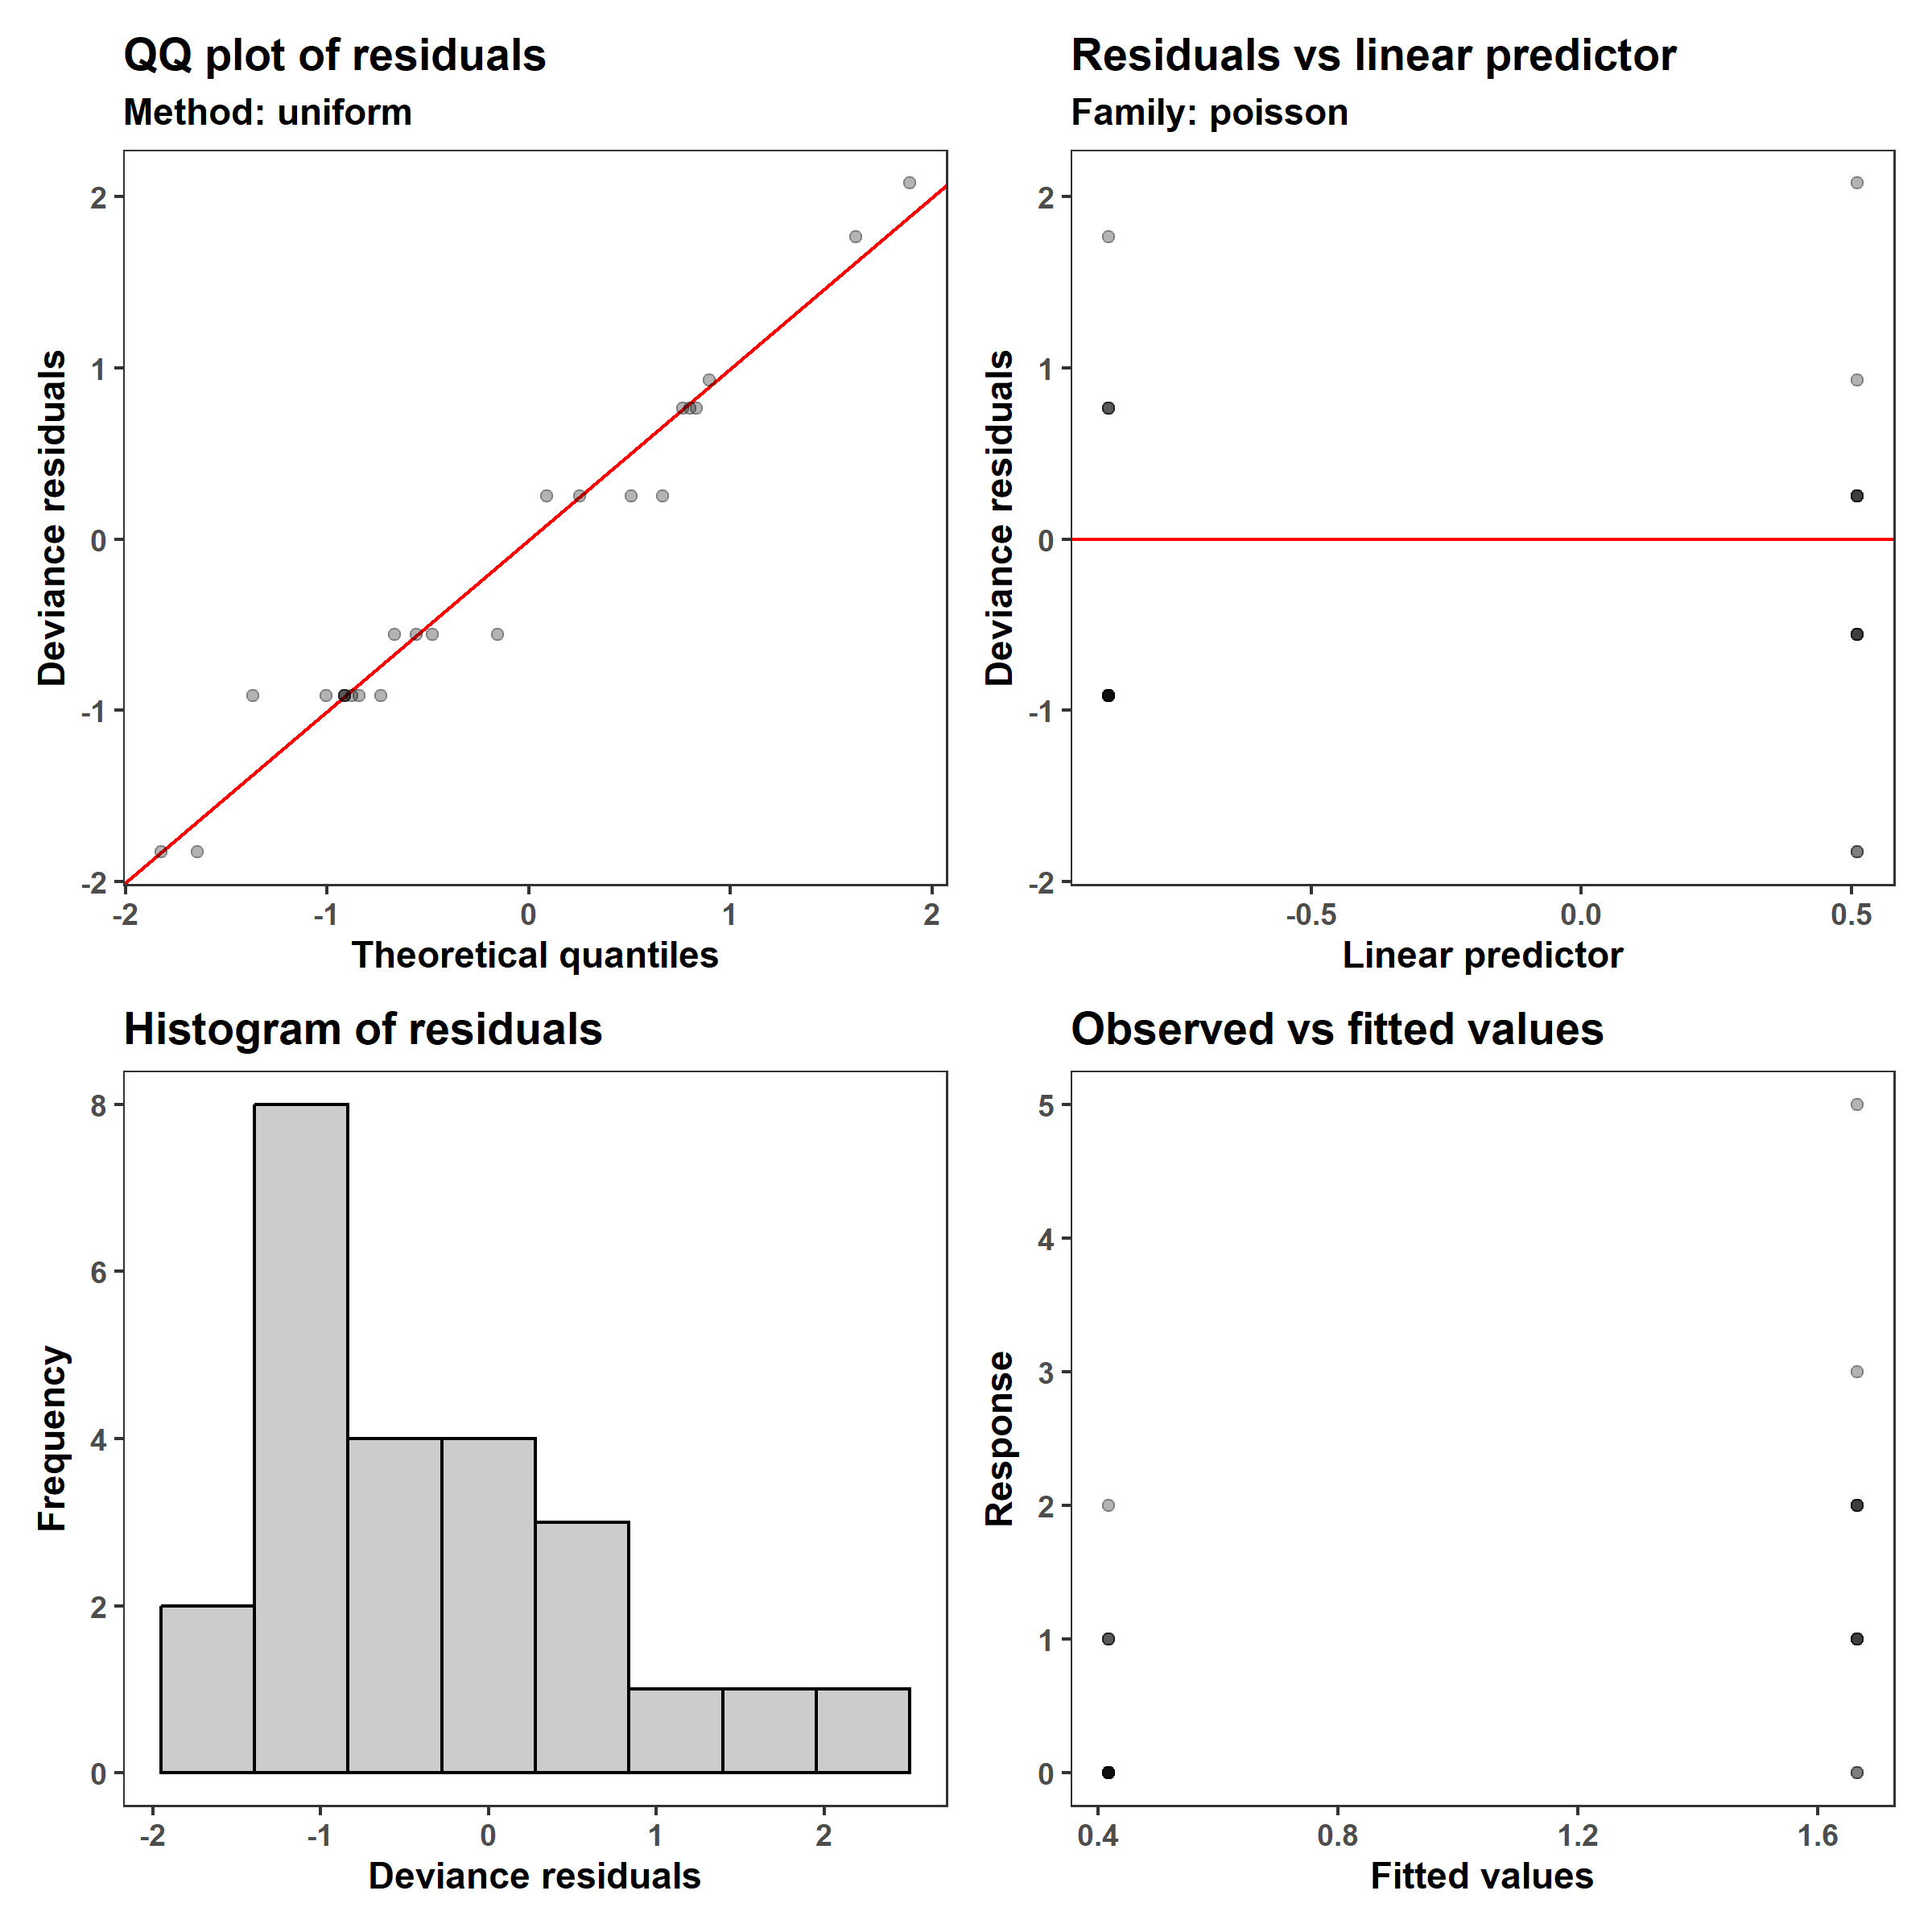 QQ plot of residuals
Method: uniform
Deviance residuals
2
1
0
-1
-2
-2
-1
0
1
2
Theoretical quantiles
Residuals vs linear predictor
Family: poisson
Deviance residuals
2
1
0
-1
-2
-0.5
0.0
0.5
Linear predictor
Histogram of residuals
Frequency
8
6
4
2
0
-2
-1
0
1
2
Deviance residuals
Observed vs fitted values
Response
5
4
3
2
1
0
0.4
0.8
1.2
1.6
Fitted values